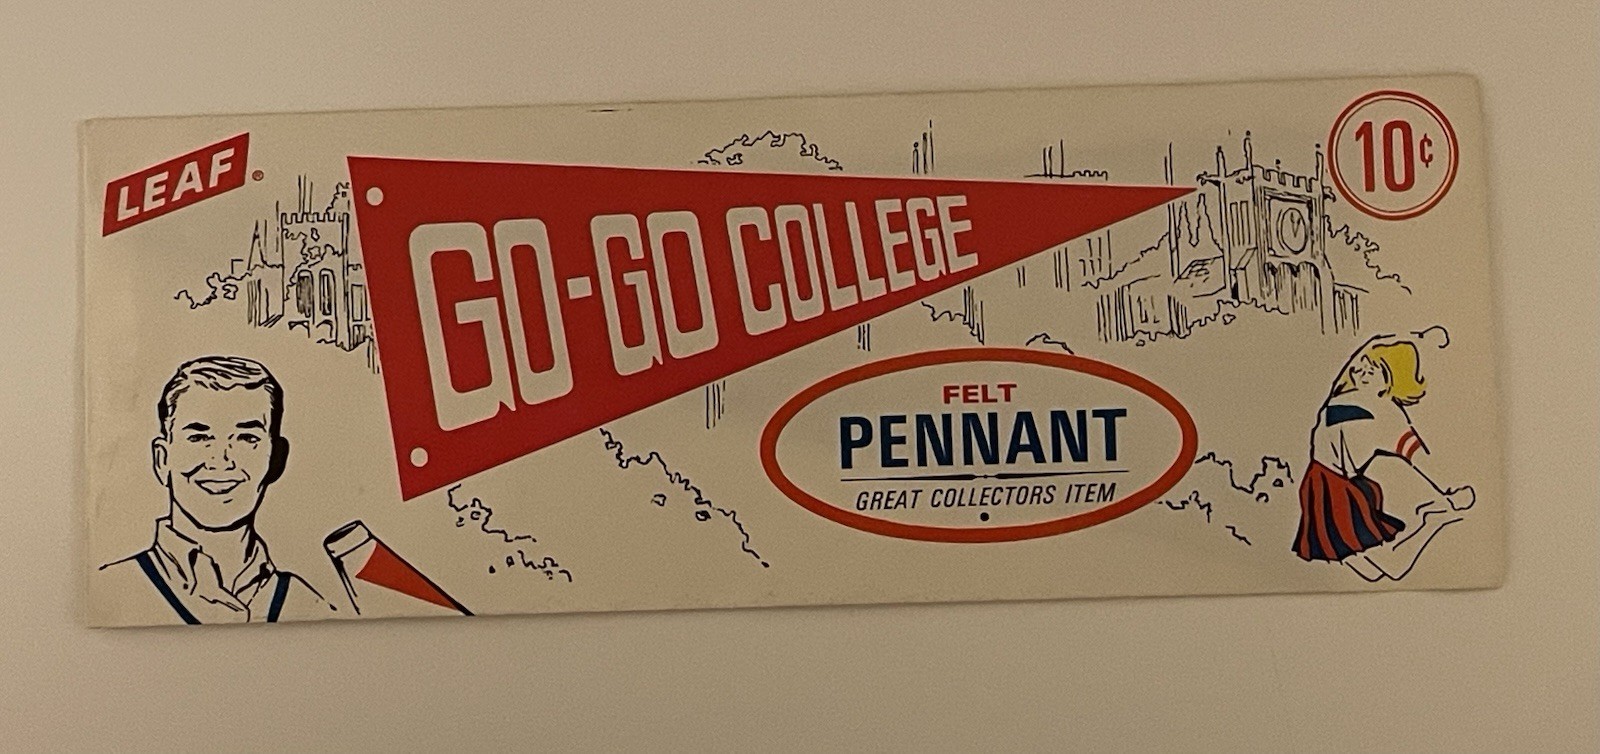 LEAF®
10¢
GO-GO COLLEGE
FELT
PENNANT
GREAT COLLECTORS ITEM